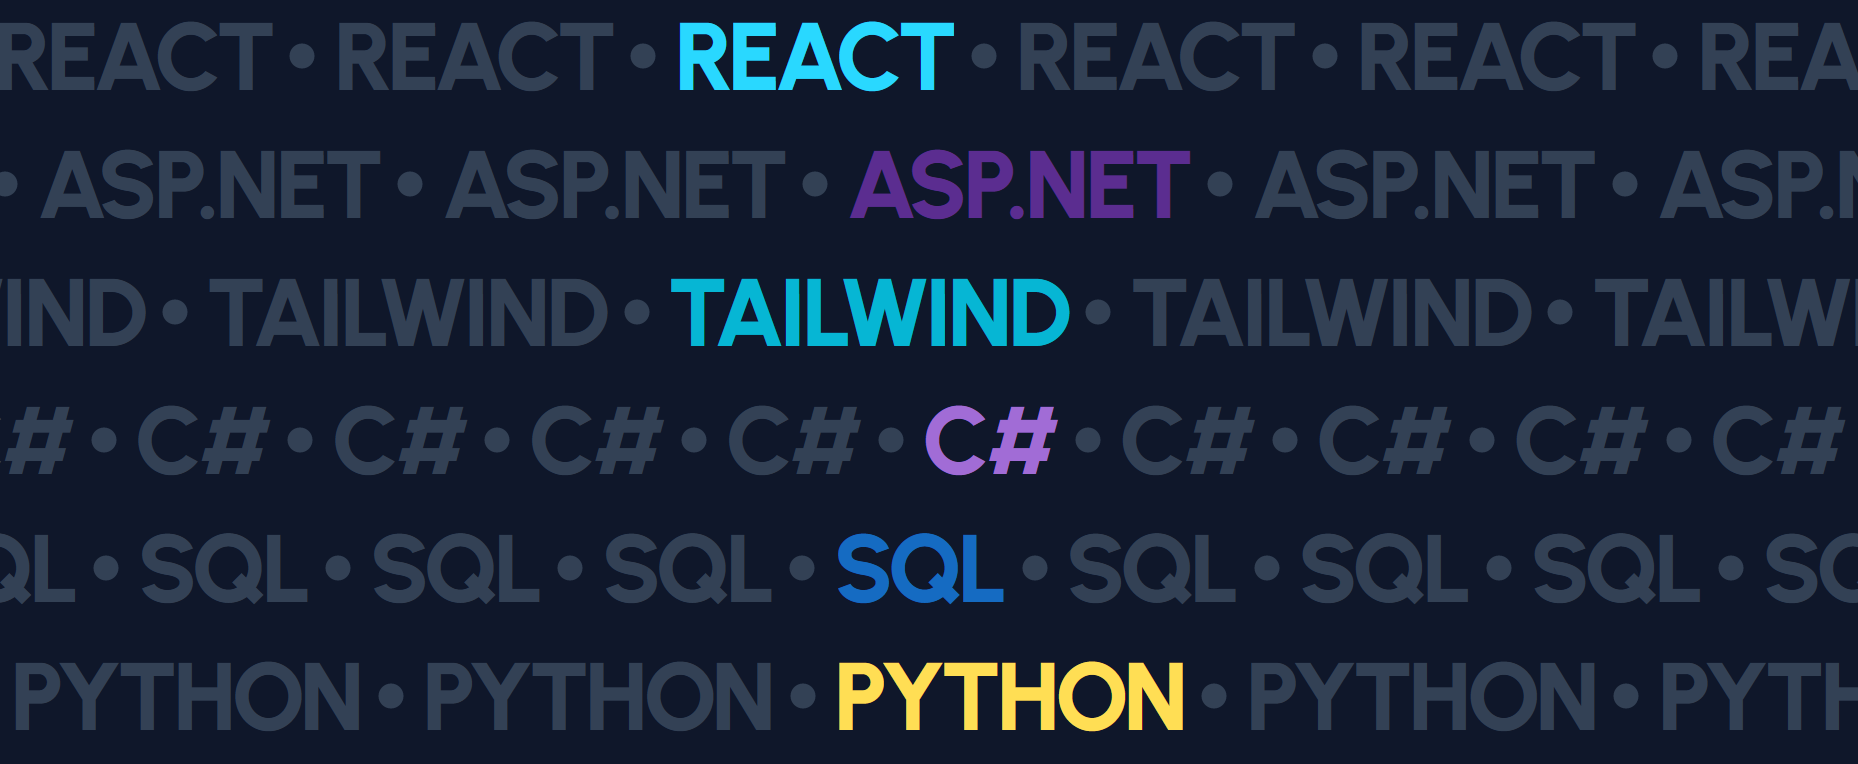 REACT • REACT • REACT • REACT • REACT • REA
• ASP.NET • ASP.NET • ASP.NET • ASP.NET • ASP.N
IND • TAILWIND • TAILWIND • TAILWIND • TAILWI
# • C# • C# • C# • C# • C# • C# • C# • C# • C#
QL • SQL • SQL • SQL • SQL • SQL • SQL • SQL • SQ
PYTHON • PYTHON • PYTHON • PYTHON • PYTH